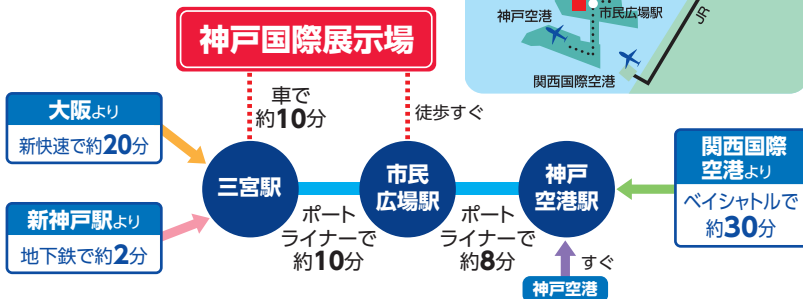 神戸空港
市民広場駅
JR
関西国際空港
神戸国際展示場
車で
約10分
徒歩すぐ
大阪より
新快速で約20分
新神戸駅より
地下鉄で約2分
三宮駅
ポート
ライナーで
約10分
市民
広場駅
ポート
ライナーで
約8分
神戸
空港駅
関西国際
空港より
ベイシャトルで
約30分
すぐ
神戸空港